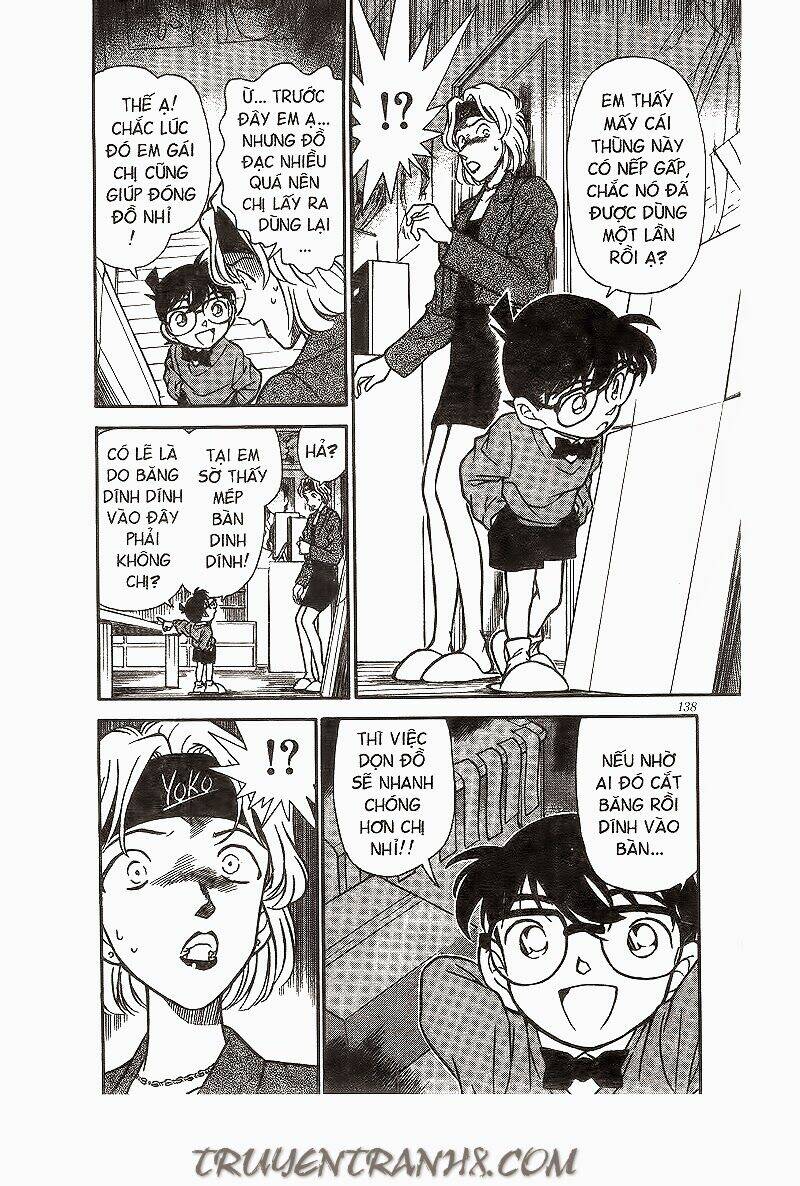 !?
EM THẤY
MẤY CÁI
THÙNG NÀY
CÓ NẾP GẤP,
CHẮC NÓ ĐÃ
ĐƯỢC DÙNG
MỘT LẦN
RỒI Ạ?
Ừ... TRƯỚC
ĐÂY EM Ạ...
NHƯNG ĐỒ
ĐẠC NHIỀU
QUÁ NÊN
CHỊ LẤY RA
DÙNG LẠI
...
THẾ Ạ!
CHẮC LÚC
ĐÓ EM GÁI
CHỊ CŨNG
GIÚP ĐÓNG
ĐỒ NHỈ
!
HẢ?
TẠI EM
SỜ THẤY
MÉP
BÀN
DINH
DÍNH!
CÓ LẼ LÀ
DO BĂNG
DÍNH DÍNH
VÀO ĐÂY
PHẢI
KHÔNG
CHỊ?
138
NẾU NHỜ
AI ĐÓ CẮT
BĂNG RỒI
DÍNH VÀO
BÀN...
THÌ VIỆC
DỌN ĐỒ
SẼ NHANH
CHÓNG
HƠN CHỊ
NHỈ!!
!?
YOKO
TRUYENTRANH8.COM